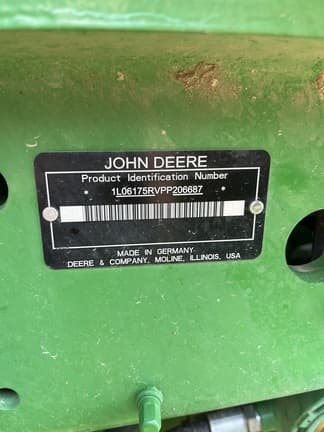 JOHN DEERE
Product Identification Number
* 1L06175RVPP206687 *
MADE IN GERMANY
DEERE & COMPANY, MOLINE, ILLINOIS, USA